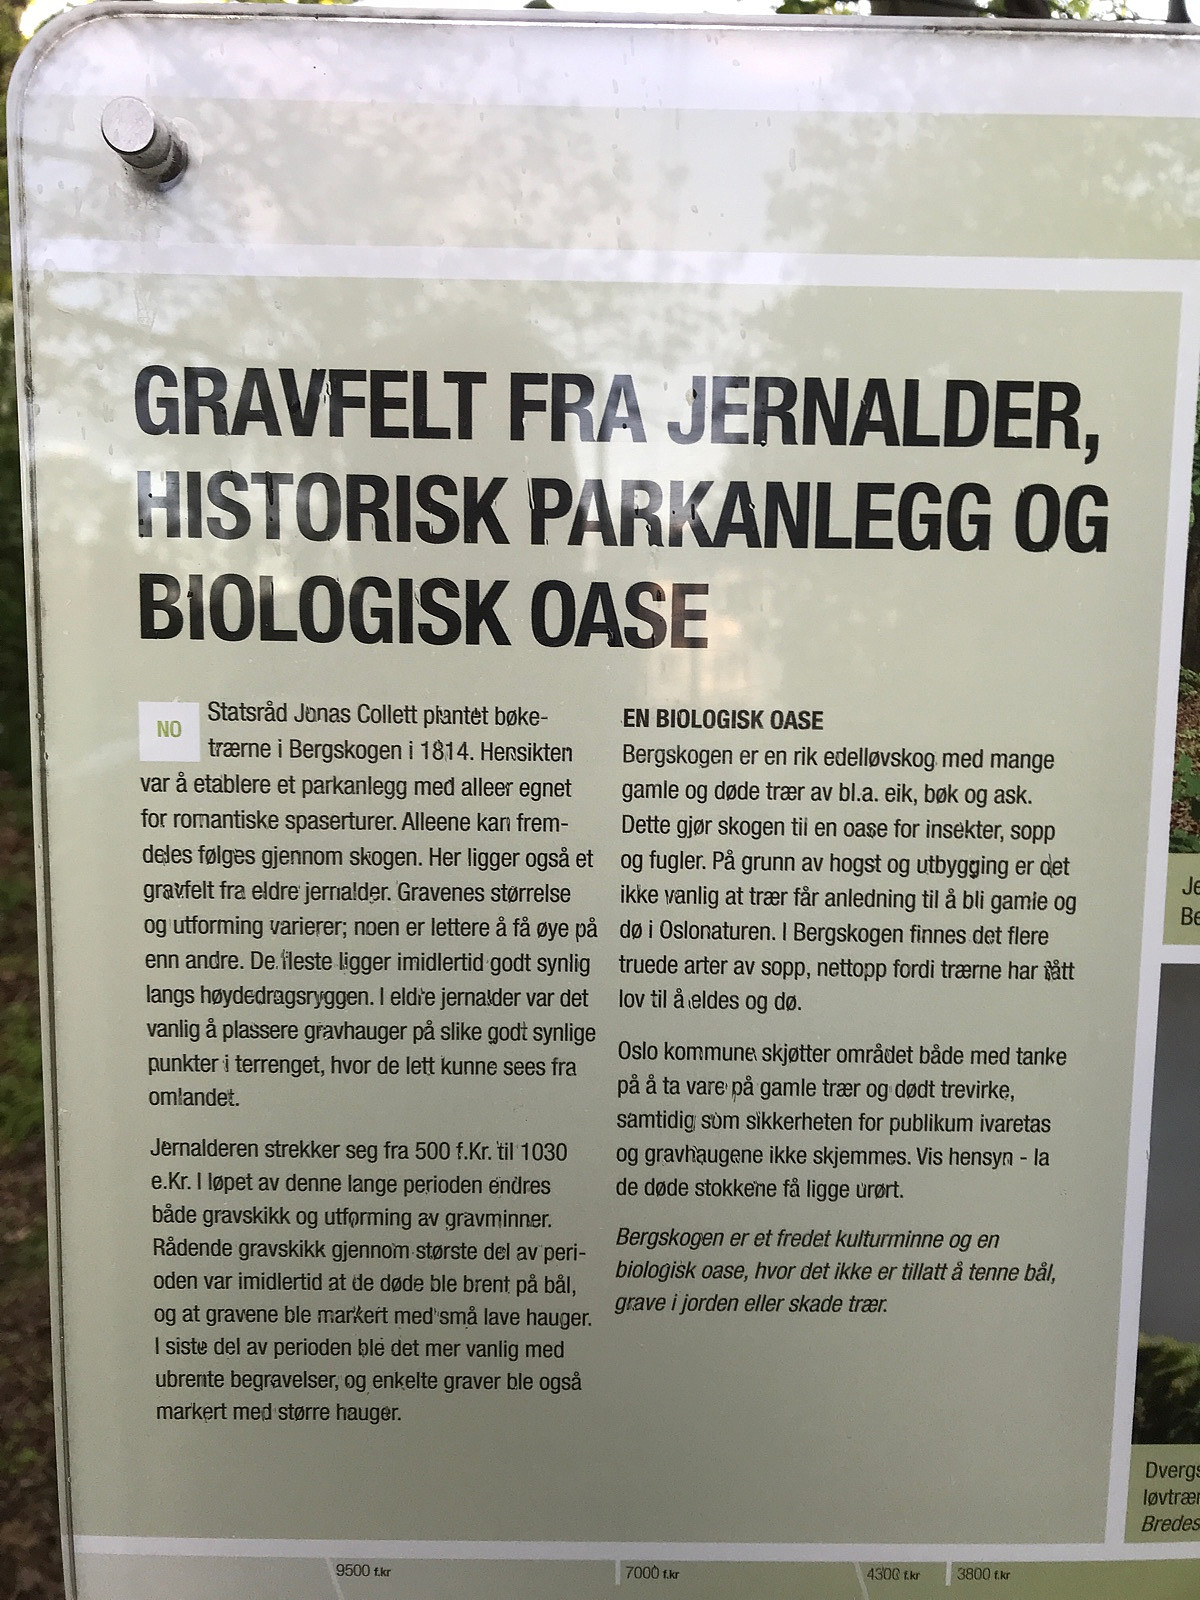 GRAVFELT FRA JERNALDER,
HISTORISK PARKANLEGG OG
BIOLOGISK OASE
NO
Statsråd Jonas Collett plantet bøke-
trærne i Bergskogen i 1814. Hensikten
var å etablere et parkanlegg med alleer egnet
for romantiske spaserturer. Alleene kan frem-
deles følges gjennom skogen. Her ligger også et
gravfelt fra eldre jernalder. Gravenes størrelse
og utforming varierer; noen er lettere å få øye på
enn andre. De fleste ligger imidlertid godt synlig
langs høydedragsryggen. I eldre jernalder var det
vanlig å plassere gravhauger på slike godt synlige
punkter i terrenget, hvor de lett kunne sees fra
omlandet.
Jernalderen strekker seg fra 500 f.Kr. til 1030
e.Kr. I løpet av denne lange perioden endres
både gravskikk og utforming av gravminner.
Rådende gravskikk gjennom største del av peri-
oden var imidlertid at de døde ble brent på bål,
og at gravene ble markert med små lave hauger.
I siste del av perioden ble det mer vanlig med
ubrente begravelser, og enkelte graver ble også
markert med større hauger.
EN BIOLOGISK OASE
Bergskogen er en rik edelløvskog med mange
gamle og døde trær av bl.a. eik, bøk og ask.
Dette gjør skogen til en oase for insekter, sopp
og fugler. På grunn av hogst og utbygging er det
ikke vanlig at trær får anledning til å bli gamle og
dø i Oslonaturen. I Bergskogen finnes det flere
truede arter av sopp, nettopp fordi trærne har fått
lov til å eldes og dø.
Oslo kommune skjøtter området både med tanke
på å ta vare på gamle trær og dødt trevirke,
samtidig som sikkerheten for publikum ivaretas
og gravhaugene ikke skjemmes. Vis hensyn - la
de døde stokkene få ligge urørt.
Bergskogen er et fredet kulturminne og en
biologisk oase, hvor det ikke er tillatt å tenne bål,
grave i jorden eller skade trær.
Je
Be
Dvergs
løvtrær
Bredes
9500 f.kr
7000 f.kr
4300 f.kr
3800 f.kr